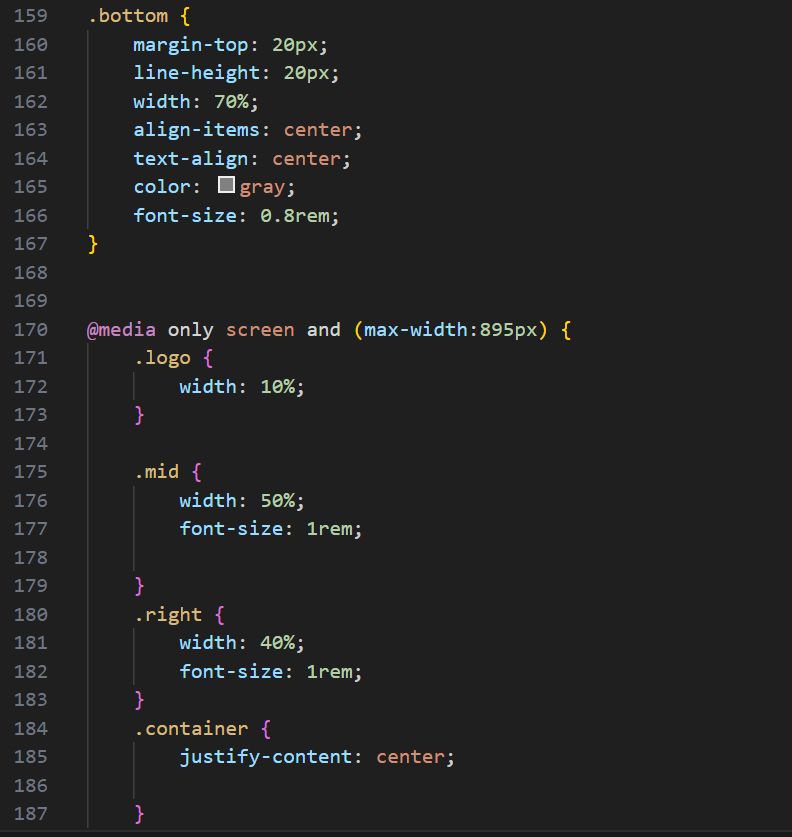 159 .bottom {
160     margin-top: 20px;
161     line-height: 20px;
162     width: 70%;
163     align-items: center;
164     text-align: center;
165     color: gray;
166     font-size: 0.8rem;
167 }
168
169
170 @media only screen and (max-width:895px) {
171     .logo {
172         width: 10%;
173     }
174
175     .mid {
176         width: 50%;
177         font-size: 1rem;
178
179     }
180     .right {
181         width: 40%;
182         font-size: 1rem;
183     }
184     .container {
185         justify-content: center;
186
187     }